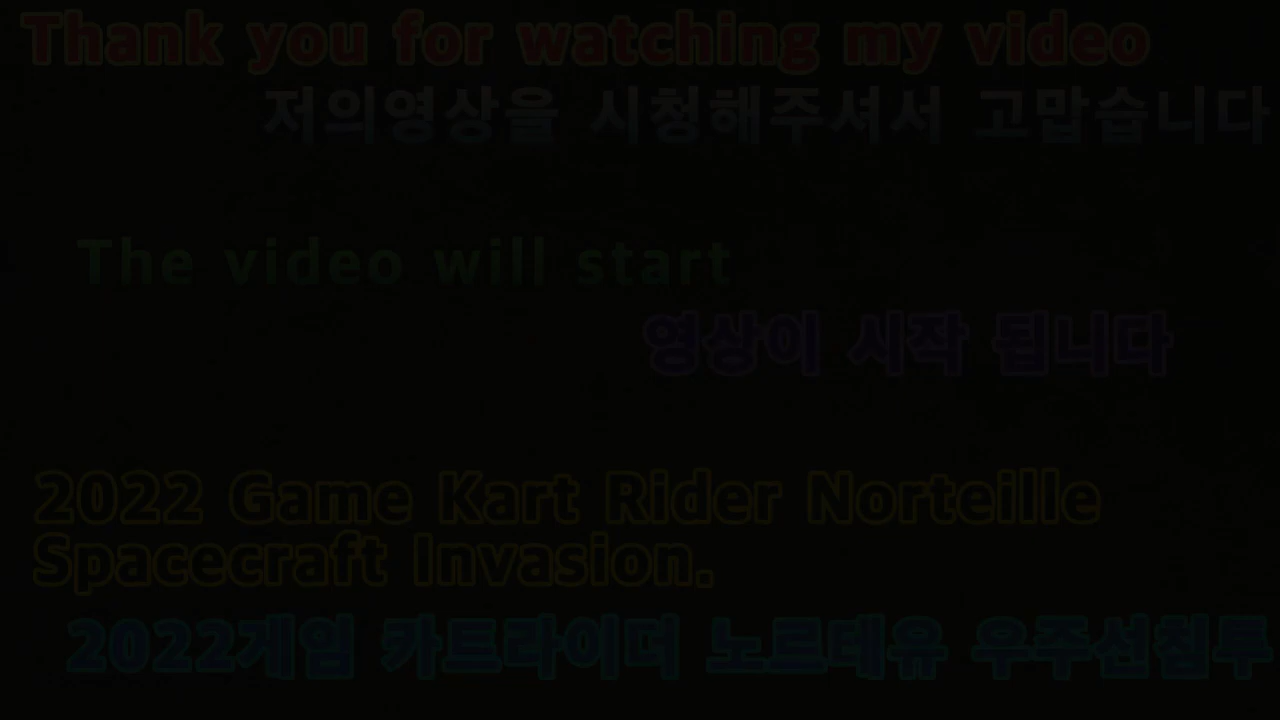 Thank you for watching my video
저의영상을 시청해주셔서 고맙습니다
The video will start
영상이 시작 됩니다
2022 Game Kart Rider Norteille
Spacecraft Invasion.
2022게임 카트라이더 노르테유 우주선침투